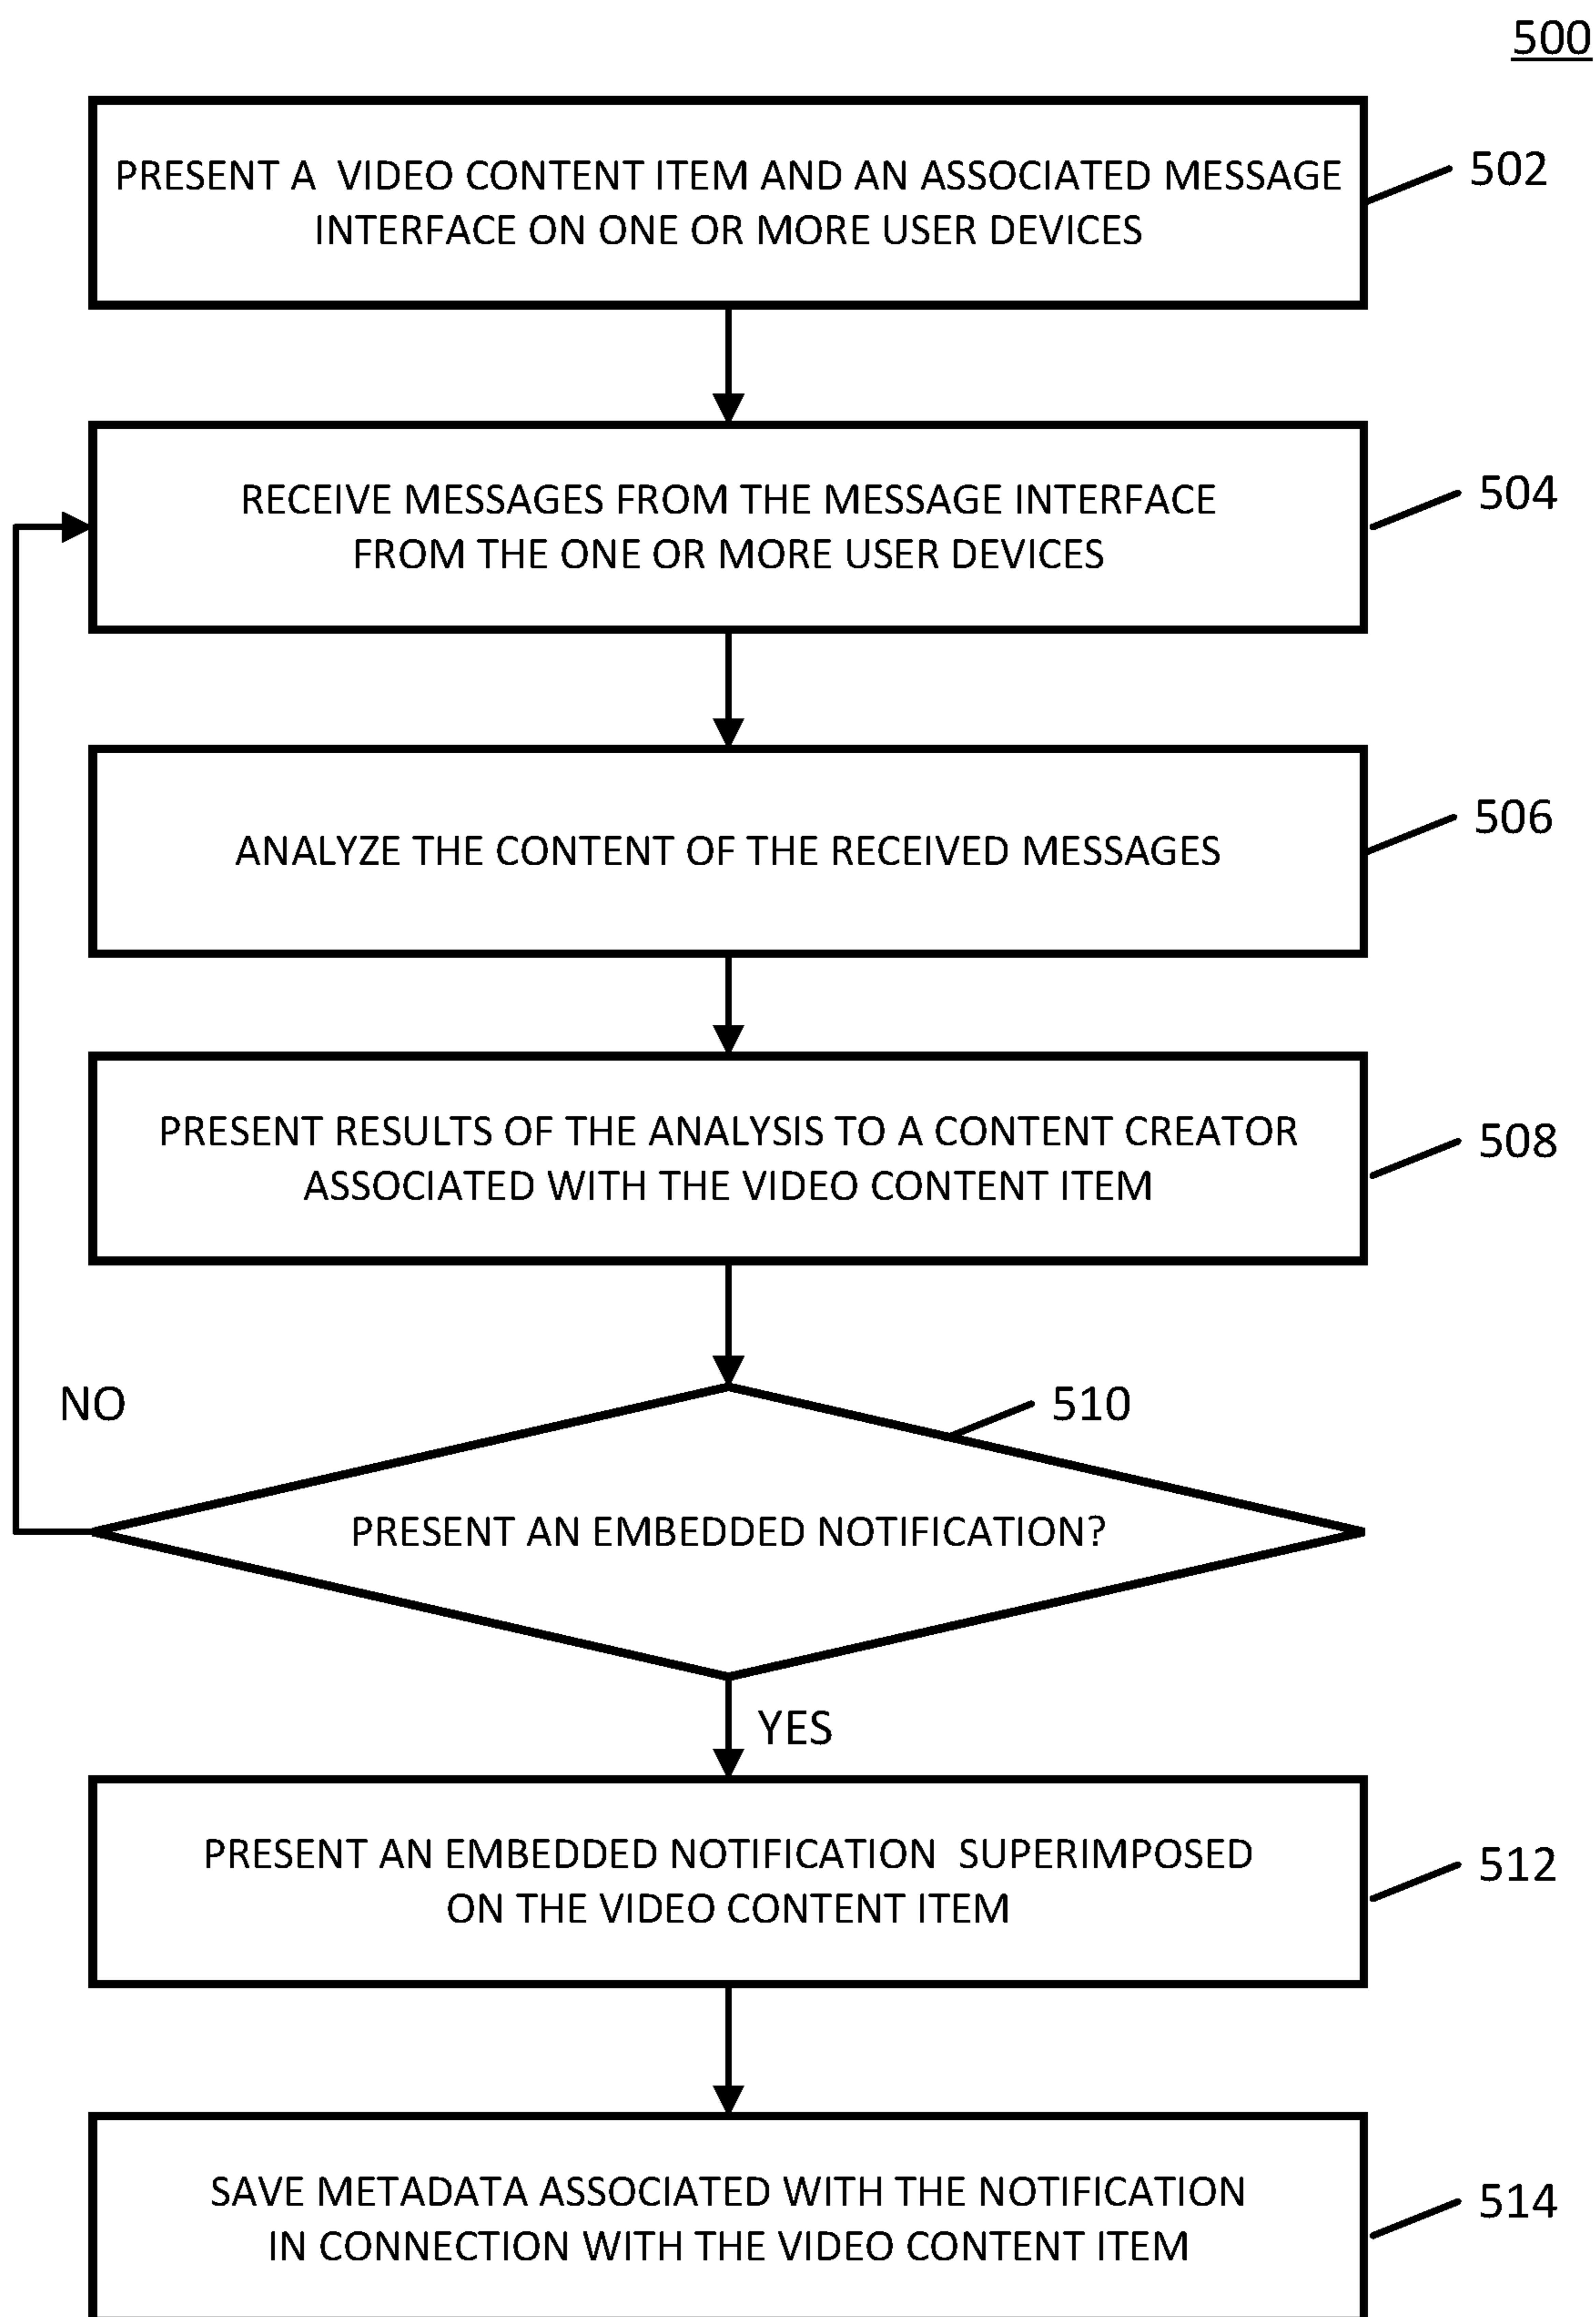 500
PRESENT A  VIDEO CONTENT ITEM AND AN ASSOCIATED MESSAGE
INTERFACE ON ONE OR MORE USER DEVICES
502
RECEIVE MESSAGES FROM THE MESSAGE INTERFACE
FROM THE ONE OR MORE USER DEVICES
504
ANALYZE THE CONTENT OF THE RECEIVED MESSAGES
506
PRESENT RESULTS OF THE ANALYSIS TO A CONTENT CREATOR
ASSOCIATED WITH THE VIDEO CONTENT ITEM
508
NO
510
PRESENT AN EMBEDDED NOTIFICATION?
YES
PRESENT AN EMBEDDED NOTIFICATION  SUPERIMPOSED
ON THE VIDEO CONTENT ITEM
512
SAVE METADATA ASSOCIATED WITH THE NOTIFICATION
IN CONNECTION WITH THE VIDEO CONTENT ITEM
514